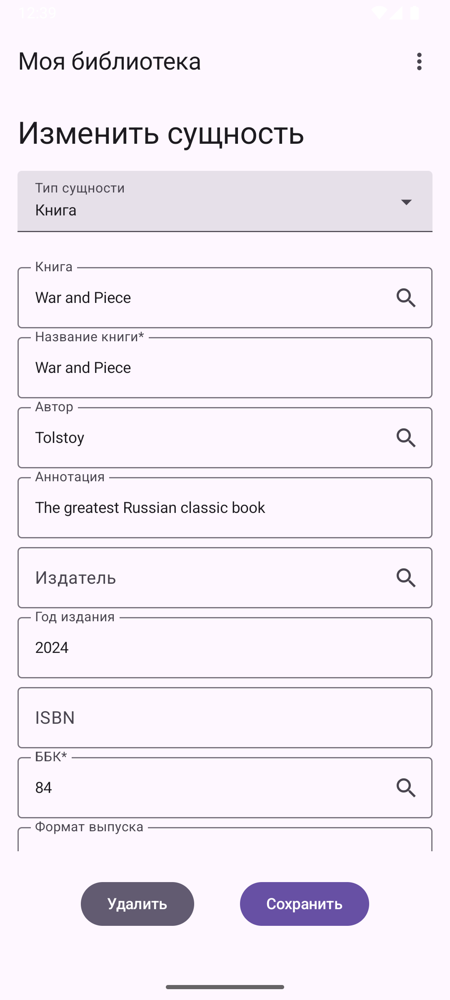 12:39
Моя библиотека
Изменить сущность
Тип сущности
Книга
Книга
War and Piece
Название книги*
War and Piece
Автор
Tolstoy
Аннотация
The greatest Russian classic book
Издатель
Год издания
2024
ISBN
ББК*
84
Формат выпуска
Удалить
Сохранить